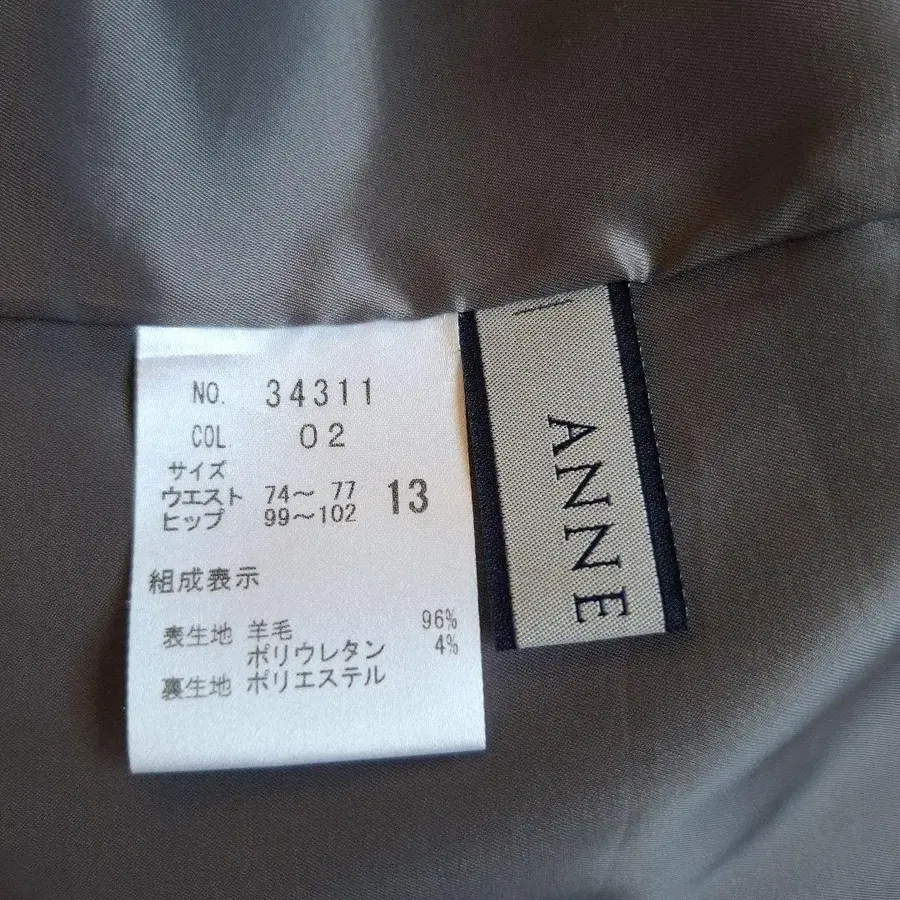 NO. 34311
COL 02
サイズ
ウエスト 74～ 77 13
ヒップ 99～102
組成表示
表生地 羊毛 96%
ポリウレタン 4%
裏生地 ポリエステル
ANNE